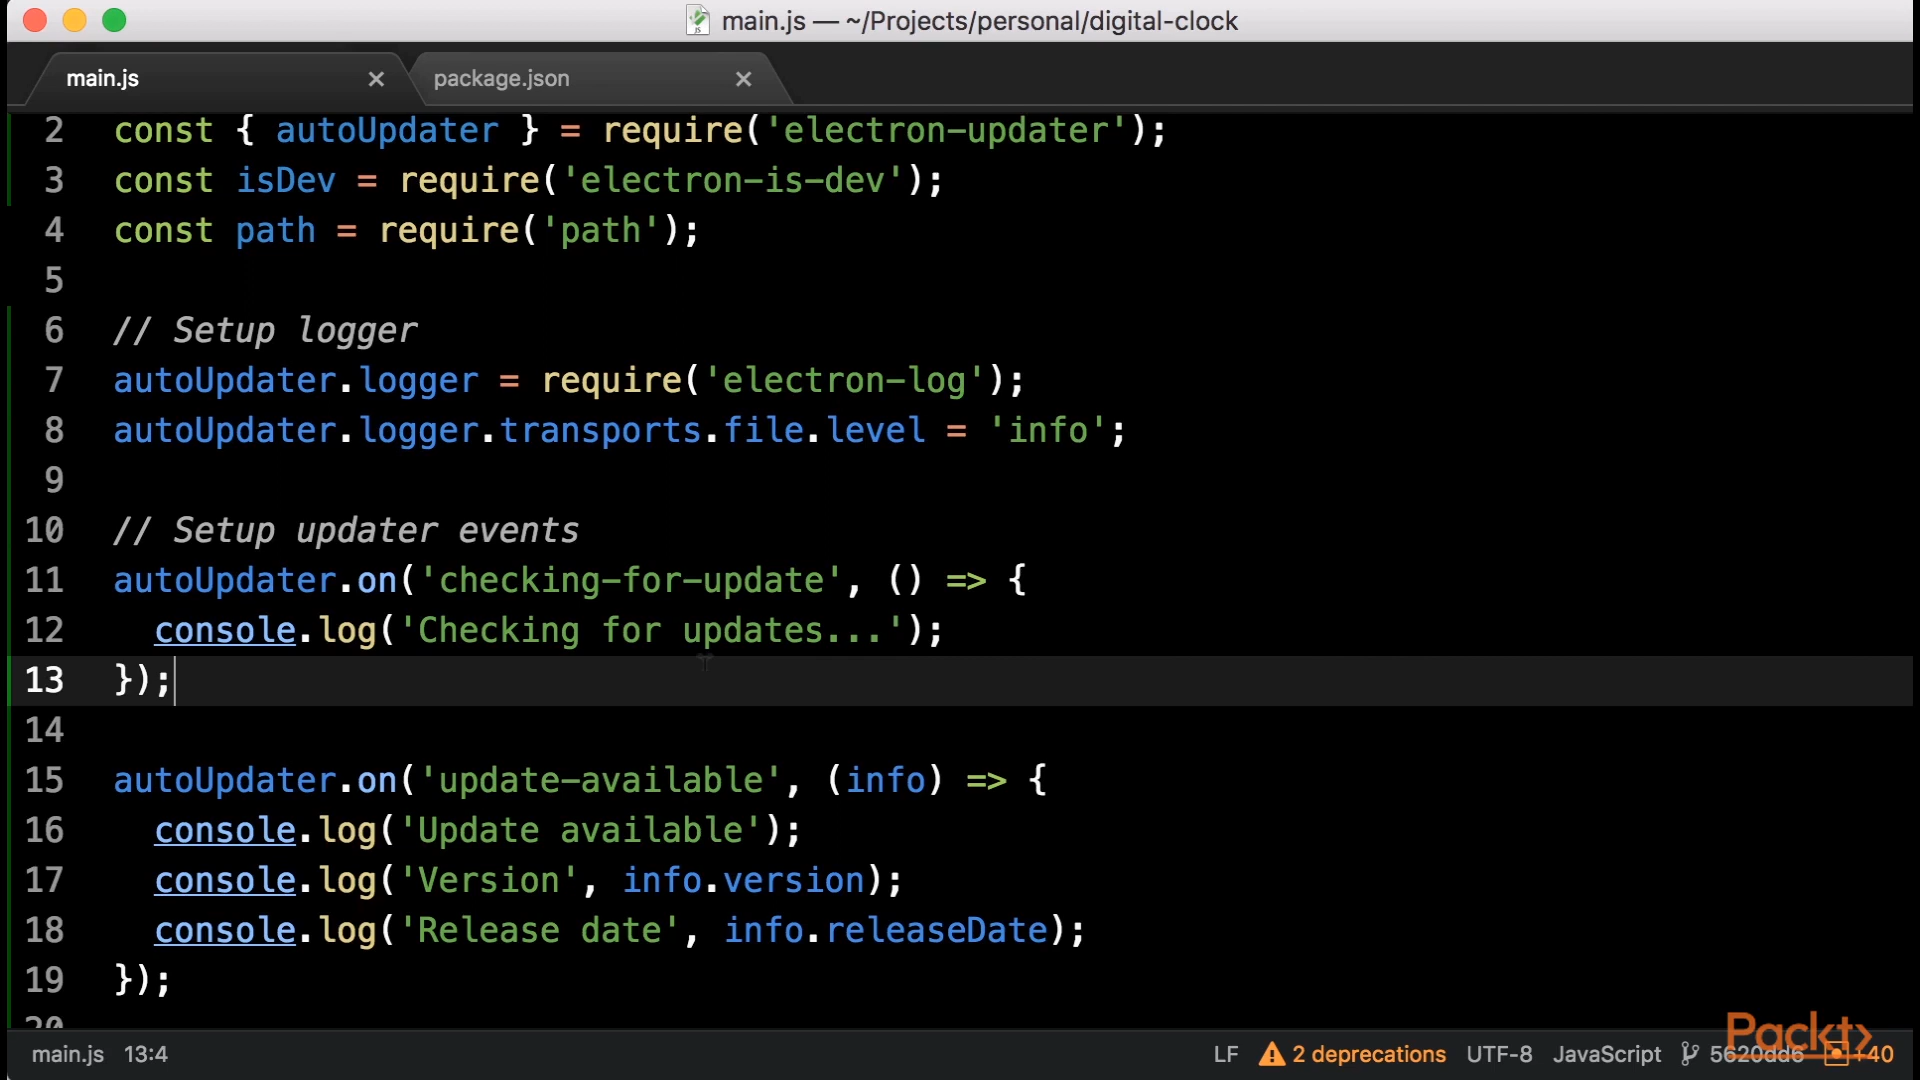 main.js — ~/Projects/personal/digital-clock
main.js × package.json ×
2 const { autoUpdater } = require('electron-updater');
3 const isDev = require('electron-is-dev');
4 const path = require('path');
5
6 // Setup logger
7 autoUpdater.logger = require('electron-log');
8 autoUpdater.logger.transports.file.level = 'info';
9
10 // Setup updater events
11 autoUpdater.on('checking-for-update', () => {
12 console.log('Checking for updates...');
13 });
14
15 autoUpdater.on('update-available', (info) => {
16 console.log('Update available');
17 console.log('Version', info.version);
18 console.log('Release date', info.releaseDate);
19 });
20
Packt
main.js 13:4 LF 2 deprecations UTF-8 JavaScript 5620dd6 +40